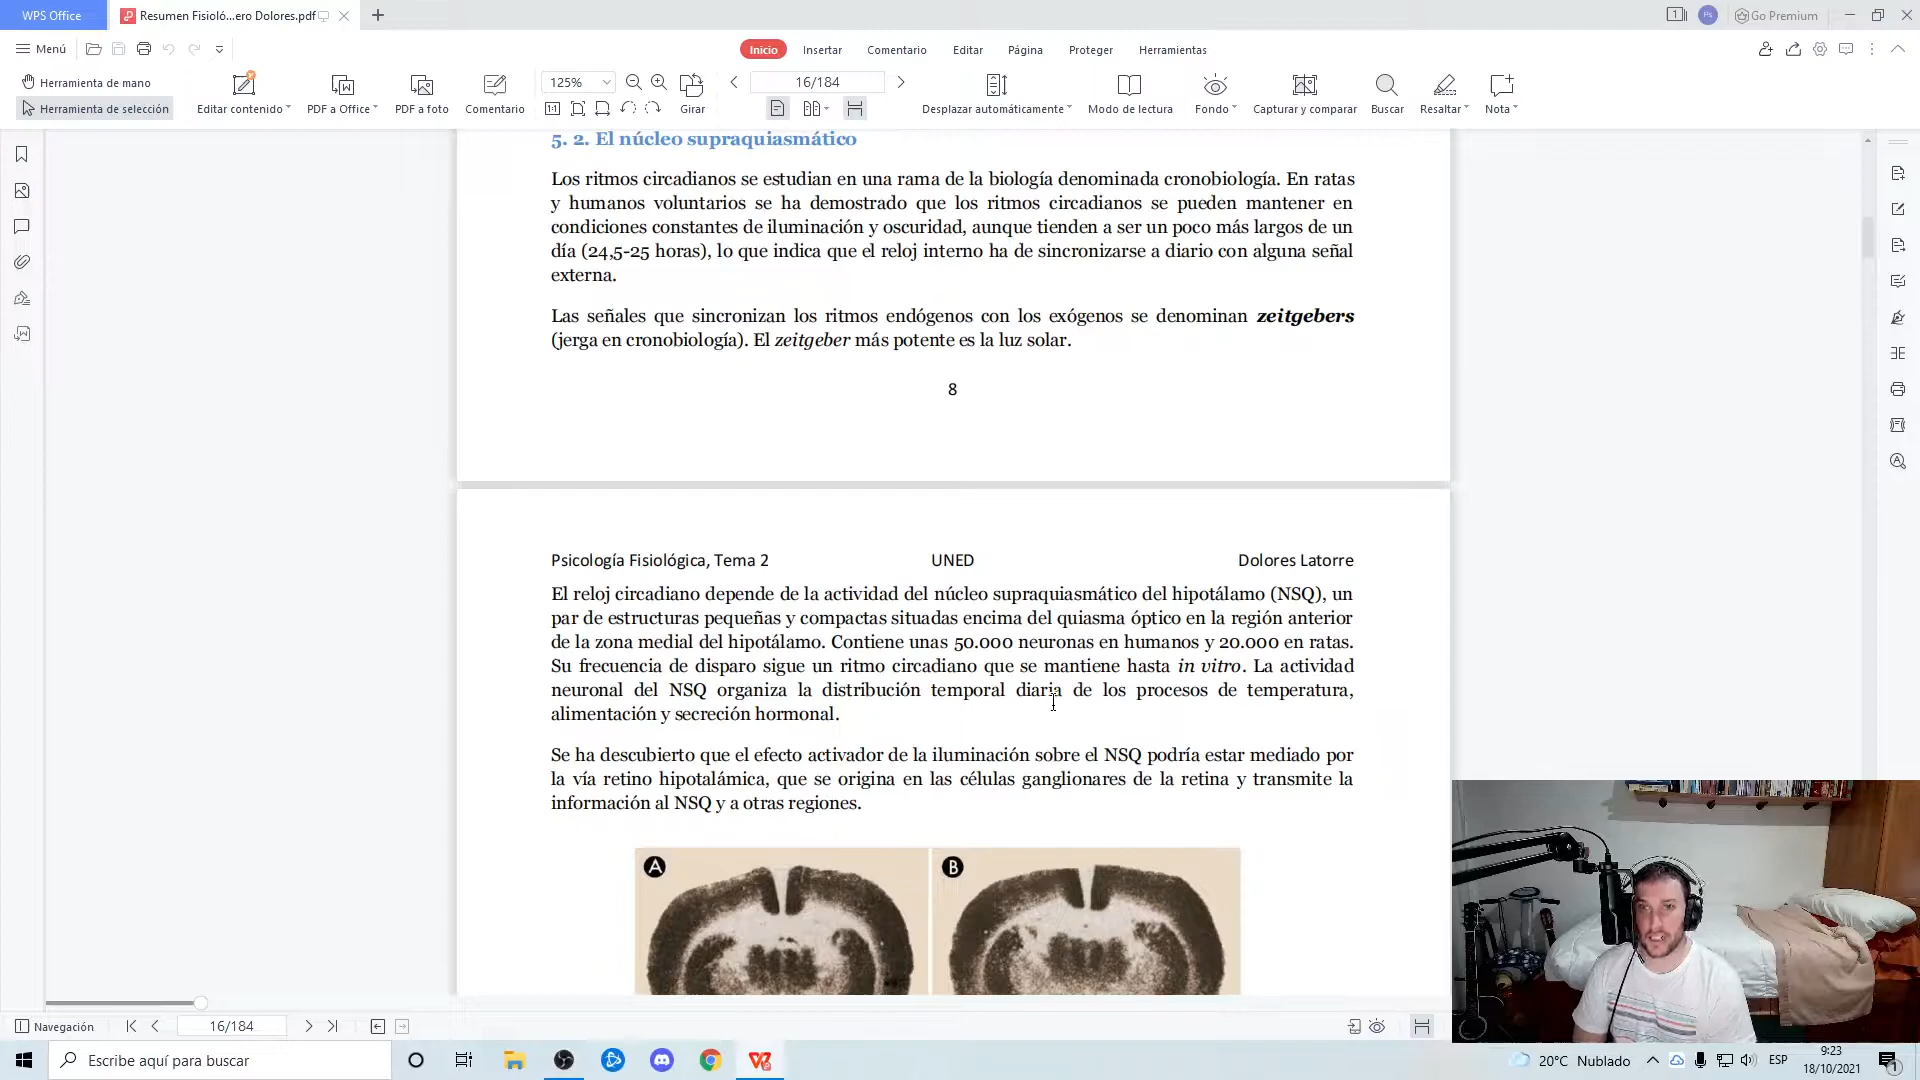 WPS Office
Resumen Fisioló...ero Dolores.pdf
1
Ps
Go Premium
Menú
Inicio
Insertar
Comentario
Editar
Página
Proteger
Herramientas
Herramienta de mano
Herramienta de selección
Editar contenido
PDF a Office
PDF a foto
Comentario
125%
Girar
16/184
Desplazar automáticamente
Modo de lectura
Fondo
Capturar y comparar
Buscar
Resaltar
Nota
5. 2. El núcleo supraquiasmático
Los ritmos circadianos se estudian en una rama de la biología denominada cronobiología. En ratas
y humanos voluntarios se ha demostrado que los ritmos circadianos se pueden mantener en
condiciones constantes de iluminación y oscuridad, aunque tienden a ser un poco más largos de un
día (24,5-25 horas), lo que indica que el reloj interno ha de sincronizarse a diario con alguna señal
externa.
Las señales que sincronizan los ritmos endógenos con los exógenos se denominan zeitgebers
(jerga en cronobiología). El zeitgeber más potente es la luz solar.
8
Psicología Fisiológica, Tema 2 UNED Dolores Latorre
El reloj circadiano depende de la actividad del núcleo supraquiasmático del hipotálamo (NSQ), un
par de estructuras pequeñas y compactas situadas encima del quiasma óptico en la región anterior
de la zona medial del hipotálamo. Contiene unas 50.000 neuronas en humanos y 20.000 en ratas.
Su frecuencia de disparo sigue un ritmo circadiano que se mantiene hasta in vitro. La actividad
neuronal del NSQ organiza la distribución temporal diaria de los procesos de temperatura,
alimentación y secreción hormonal.
Se ha descubierto que el efecto activador de la iluminación sobre el NSQ podría estar mediado por
la vía retino hipotalámica, que se origina en las células ganglionares de la retina y transmite la
información al NSQ y a otras regiones.
A
B
Navegación
16/184
Escribe aquí para buscar
20°C Nublado
ESP
9:23
18/10/2021
1